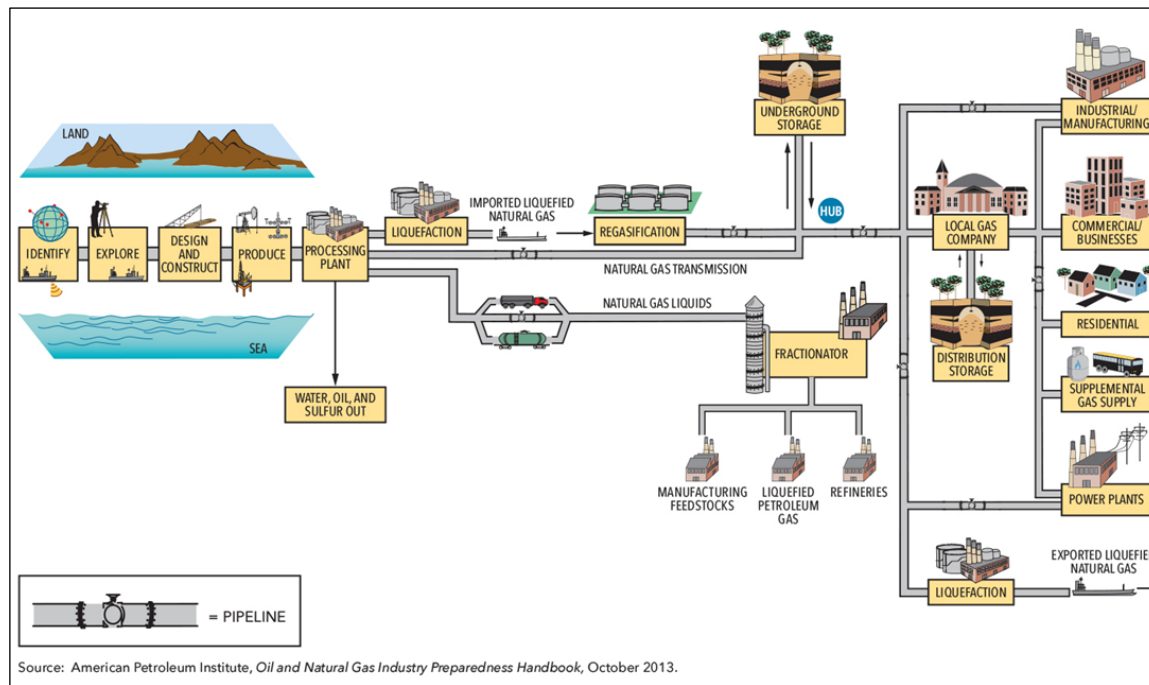 LAND
IDENTIFY
EXPLORE
DESIGN
AND
CONSTRUCT
PRODUCE
PROCESSING
PLANT
SEA
WATER, OIL, AND
SULFUR OUT
LIQUEFACTION
IMPORTED LIQUEFIED
NATURAL GAS
REGASIFICATION
UNDERGROUND
STORAGE
HUB
NATURAL GAS TRANSMISSION
NATURAL GAS LIQUIDS
FRACTIONATOR
MANUFACTURING
FEEDSTOCKS
LIQUEFIED
PETROLEUM
GAS
REFINERIES
LOCAL GAS
COMPANY
DISTRIBUTION
STORAGE
INDUSTRIAL/
MANUFACTURING
COMMERCIAL/
BUSINESSES
RESIDENTIAL
SUPPLEMENTAL
GAS SUPPLY
POWER PLANTS
LIQUEFACTION
EXPORTED LIQUEFIE
NATURAL GAS
= PIPELINE
Source: American Petroleum Institute, Oil and Natural Gas Industry Preparedness Handbook, October 2013.